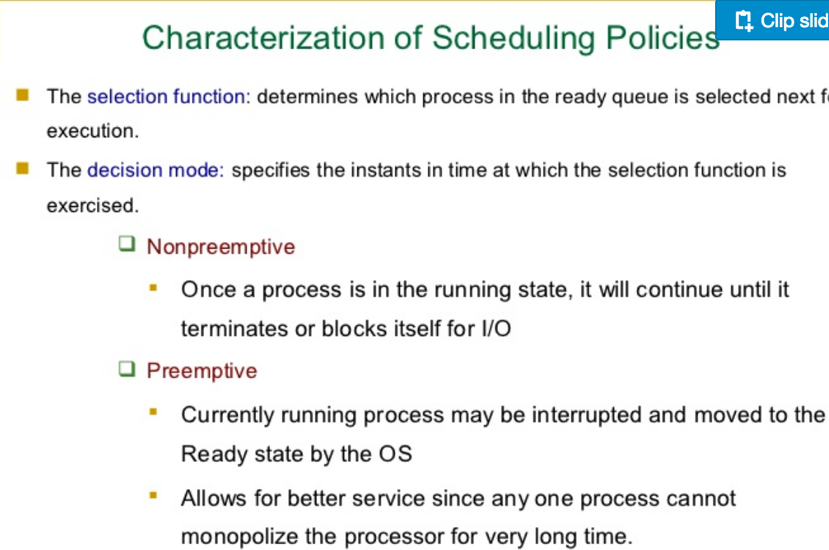 Clip slid
Characterization of Scheduling Policies
The selection function: determines which process in the ready queue is selected next f
execution.
The decision mode: specifies the instants in time at which the selection function is
exercised.
Nonpreemptive
Once a process is in the running state, it will continue until it
terminates or blocks itself for I/O
Preemptive
Currently running process may be interrupted and moved to the
Ready state by the OS
Allows for better service since any one process cannot
monopolize the processor for very long time.